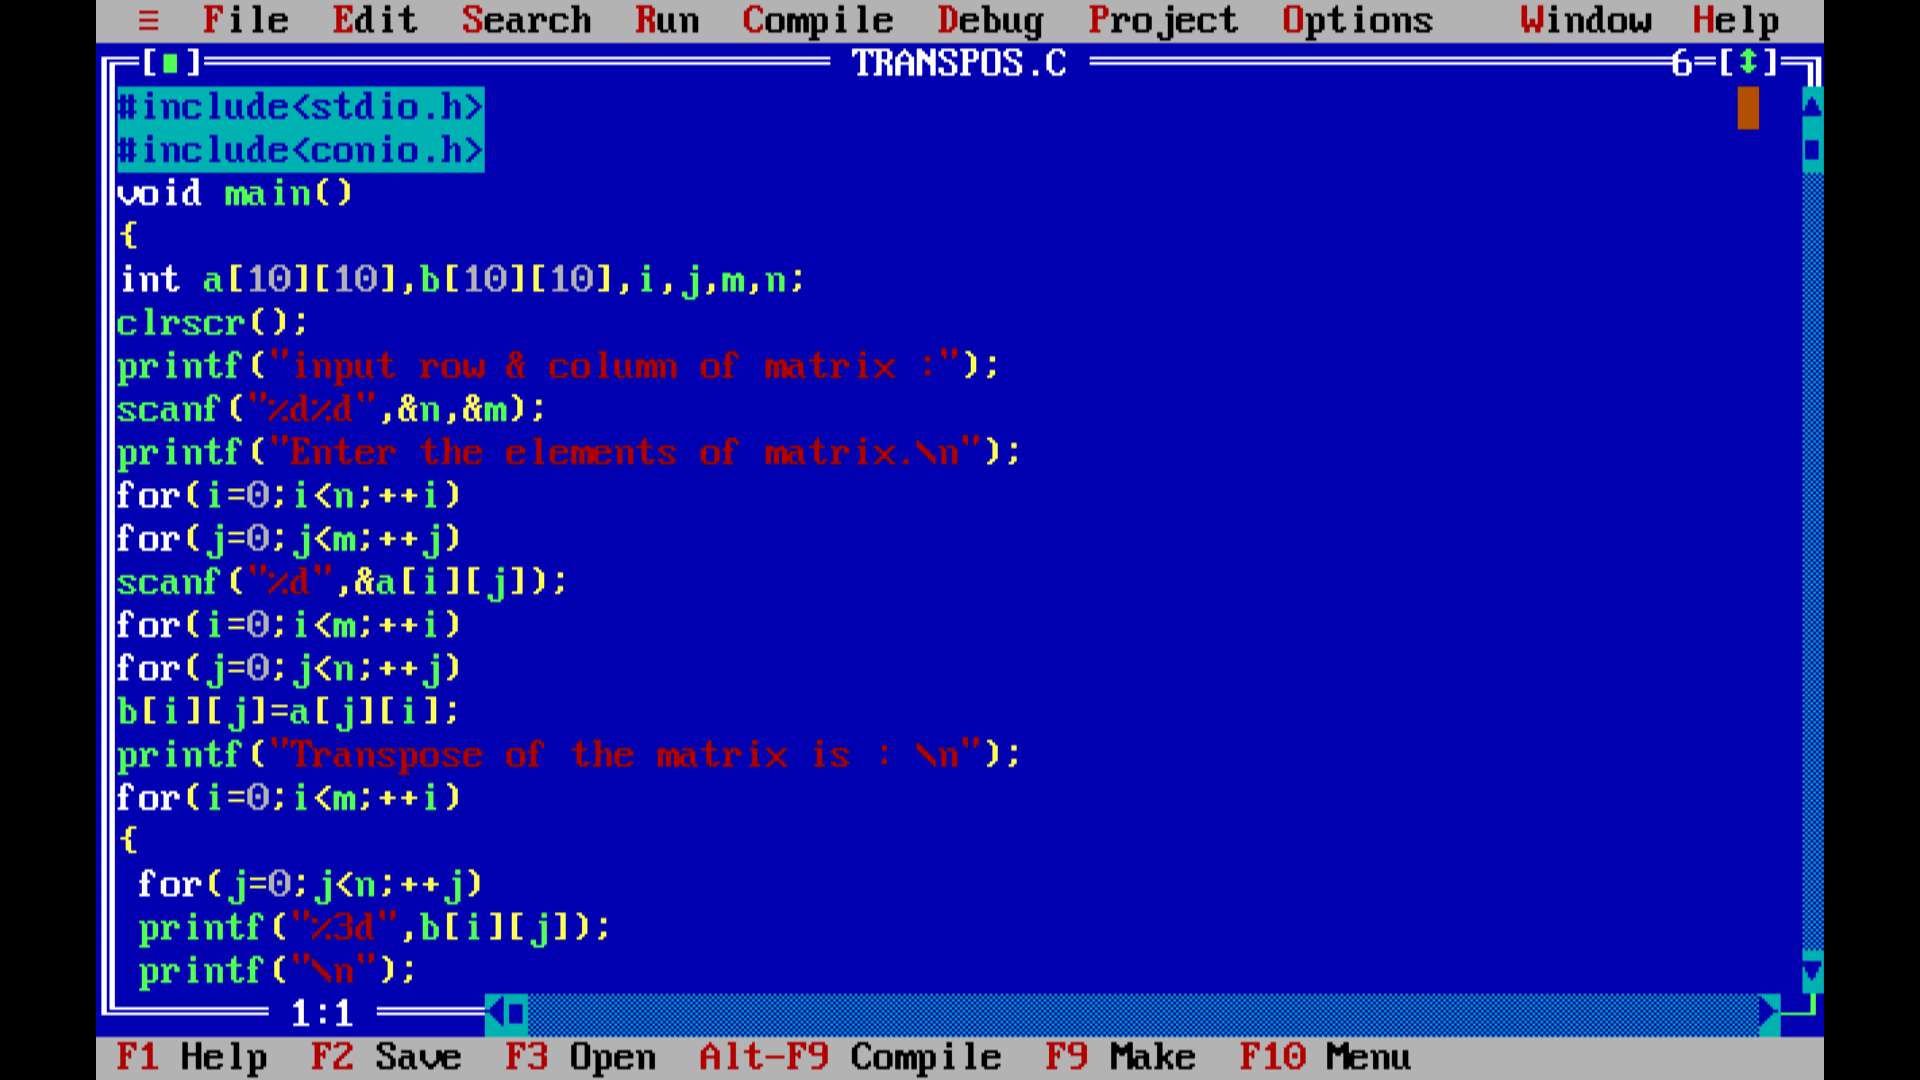 ≡ File Edit Search Run Compile Debug Project Options Window Help
[■] TRANSPOS.C 6=[↕]
#include<stdio.h>
#include<conio.h>
void main()
{
int a[10][10],b[10][10],i,j,m,n;
clrscr();
printf("input row & column of matrix :");
scanf("%d%d",&n,&m);
printf("Enter the elements of matrix.\n");
for(i=0;i<n;++i)
for(j=0;j<m;++j)
scanf("%d",&a[i][j]);
for(i=0;i<m;++i)
for(j=0;j<n;++j)
b[i][j]=a[j][i];
printf("Transpose of the matrix is : \n");
for(i=0;i<m;++i)
{
 for(j=0;j<n;++j)
 printf("%3d",b[i][j]);
 printf("\n");
1:1
F1 Help F2 Save F3 Open Alt-F9 Compile F9 Make F10 Menu